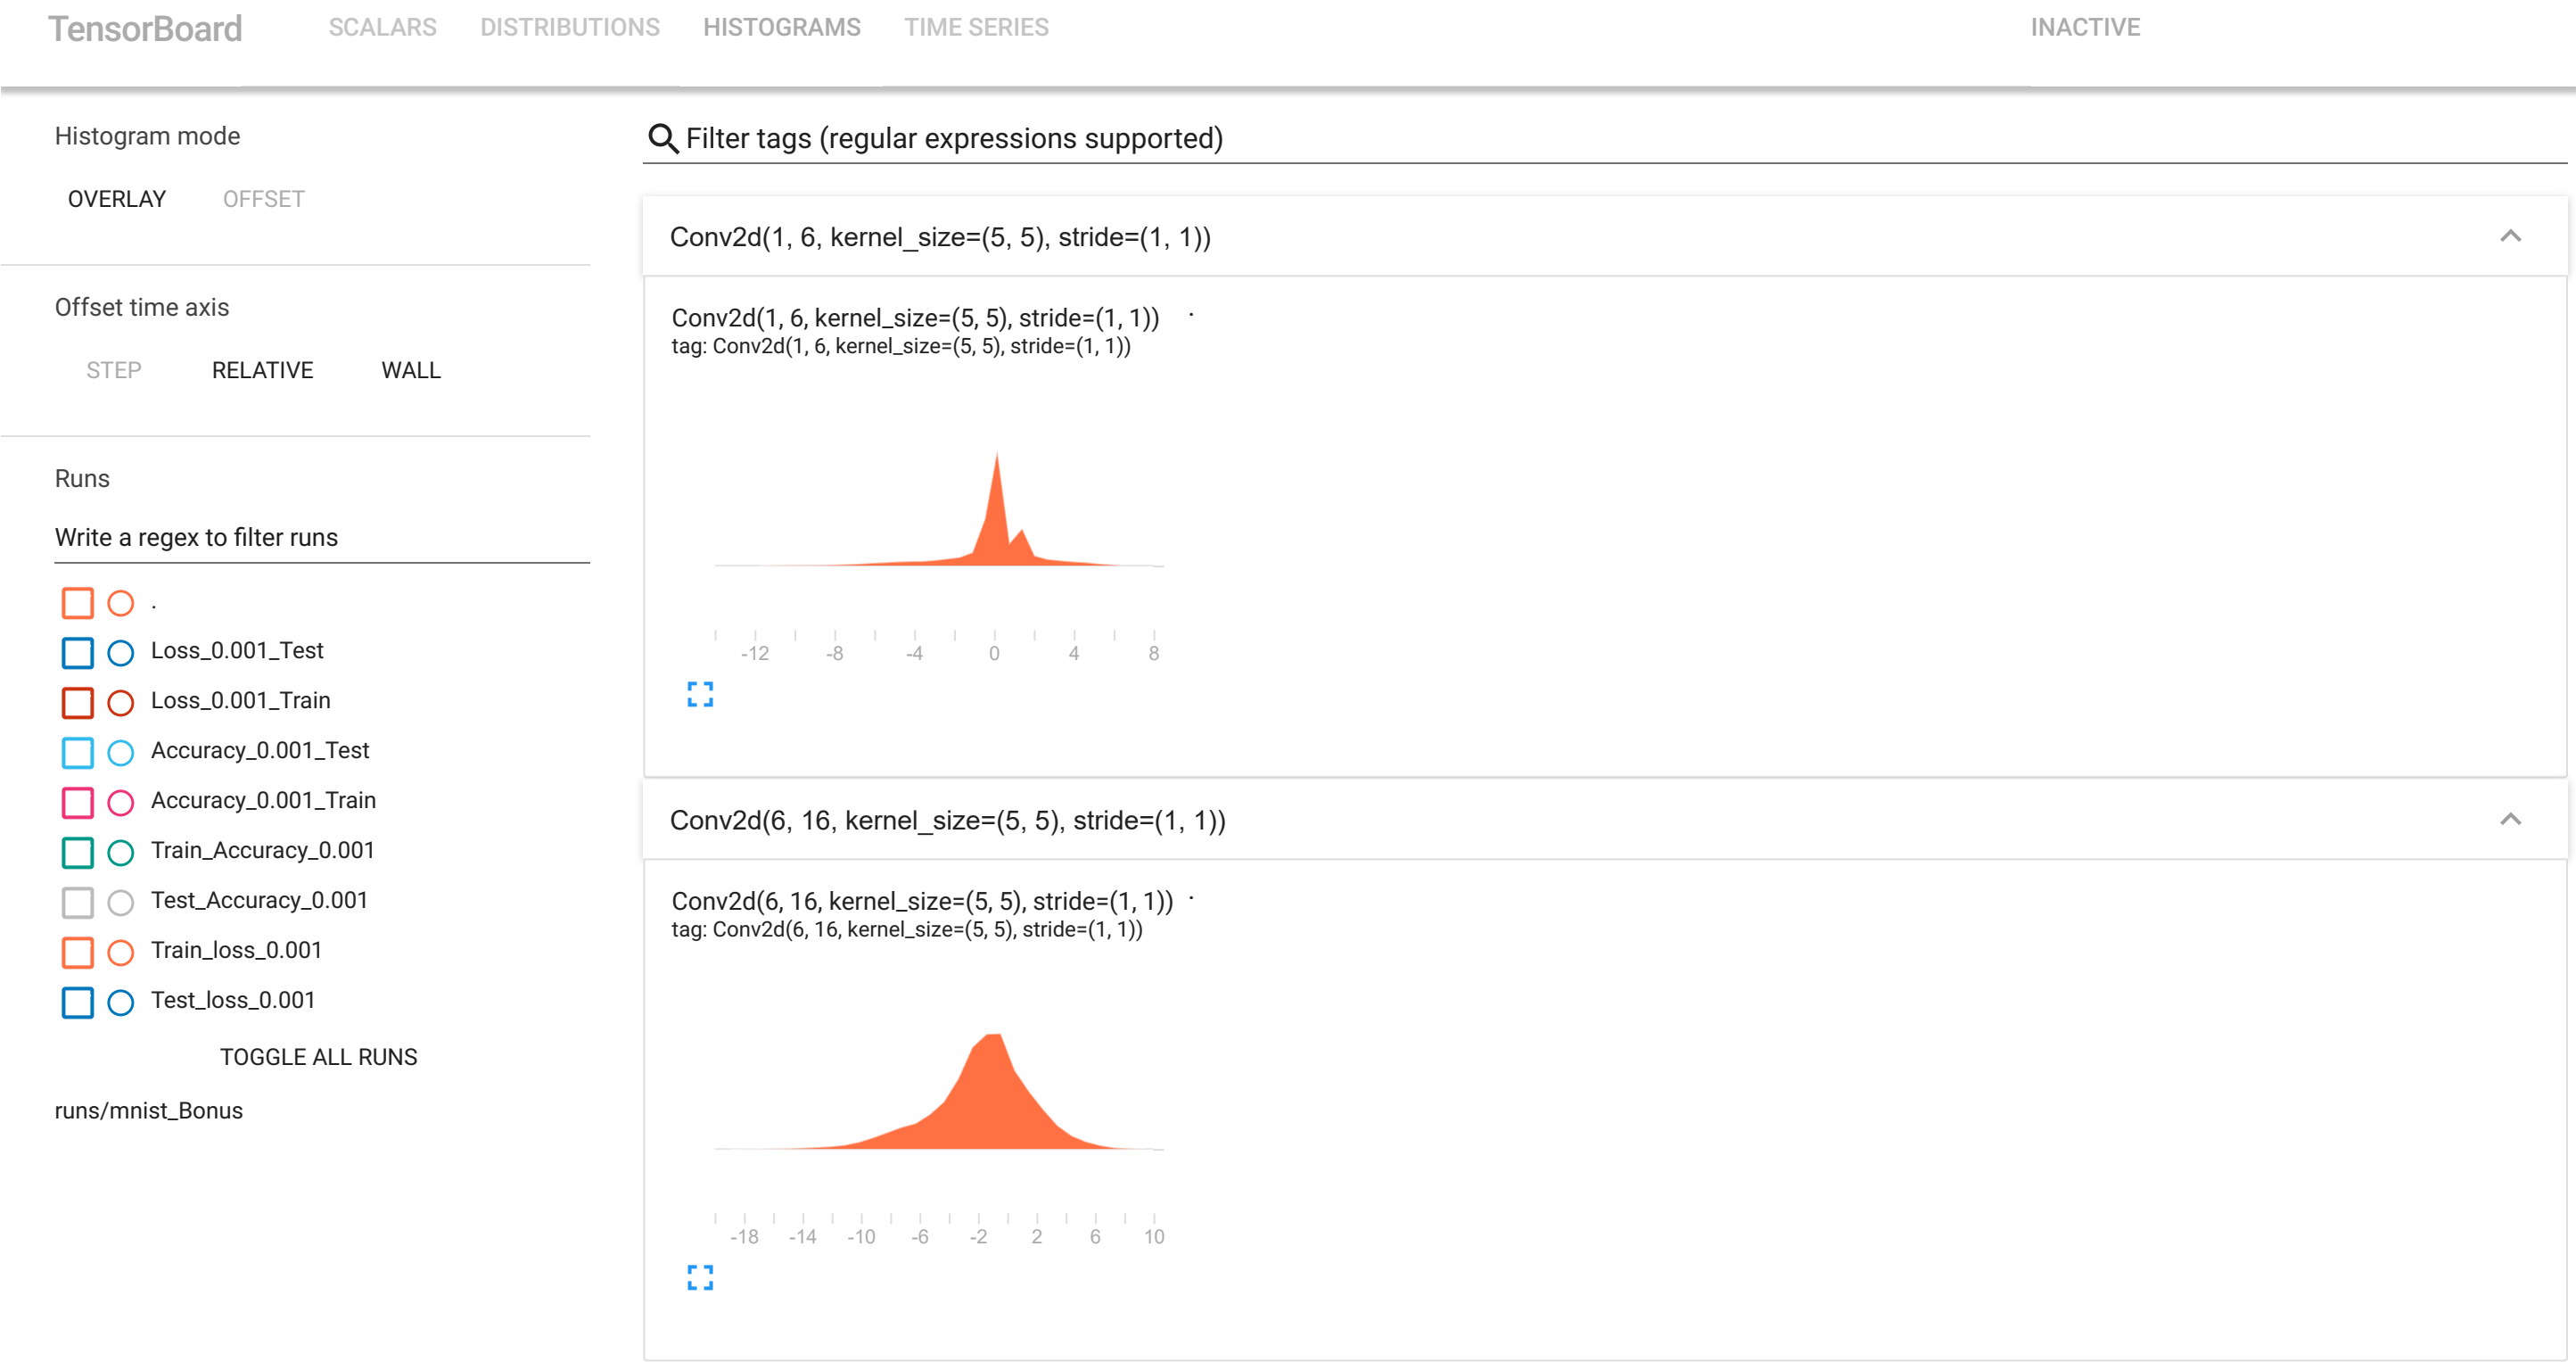 TensorBoard SCALARS DISTRIBUTIONS HISTOGRAMS TIME SERIES INACTIVE
Histogram mode
OVERLAY OFFSET
Offset time axis
STEP RELATIVE WALL
Runs
Write a regex to filter runs
.
Loss_0.001_Test
Loss_0.001_Train
Accuracy_0.001_Test
Accuracy_0.001_Train
Train_Accuracy_0.001
Test_Accuracy_0.001
Train_loss_0.001
Test_loss_0.001
TOGGLE ALL RUNS
runs/mnist_Bonus
Filter tags (regular expressions supported)
Conv2d(1, 6, kernel_size=(5, 5), stride=(1, 1))
Conv2d(1, 6, kernel_size=(5, 5), stride=(1, 1)) .
tag: Conv2d(1, 6, kernel_size=(5, 5), stride=(1, 1))
-12 -8 -4 0 4 8
Conv2d(6, 16, kernel_size=(5, 5), stride=(1, 1))
Conv2d(6, 16, kernel_size=(5, 5), stride=(1, 1)) .
tag: Conv2d(6, 16, kernel_size=(5, 5), stride=(1, 1))
-18 -14 -10 -6 -2 2 6 10